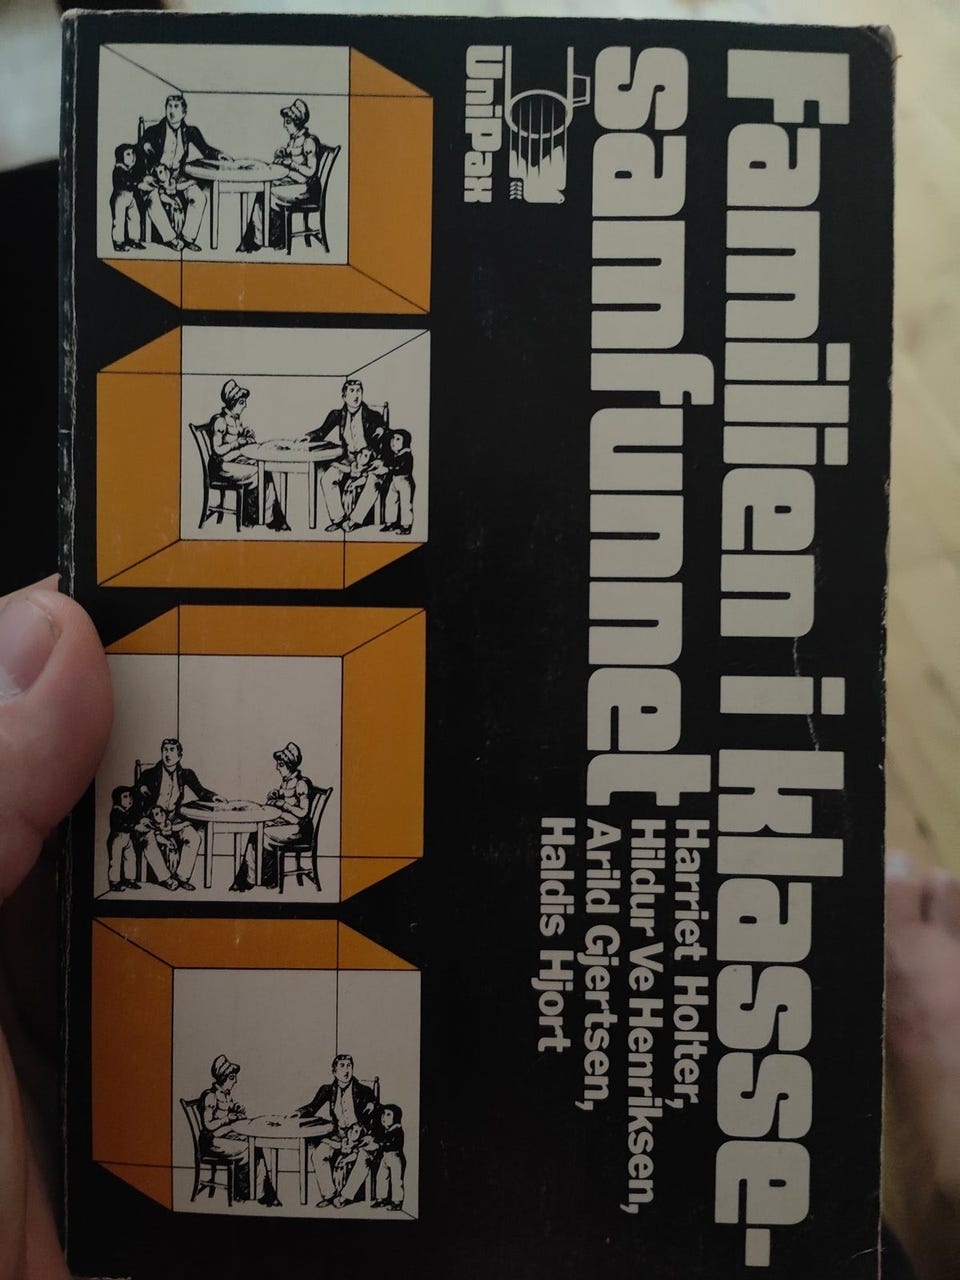 Familien i klasse-
samfunnet
Harriet Holter,
Hildur Ve Henriksen,
Arild Gjertsen,
Haldis Hjort
UniPax